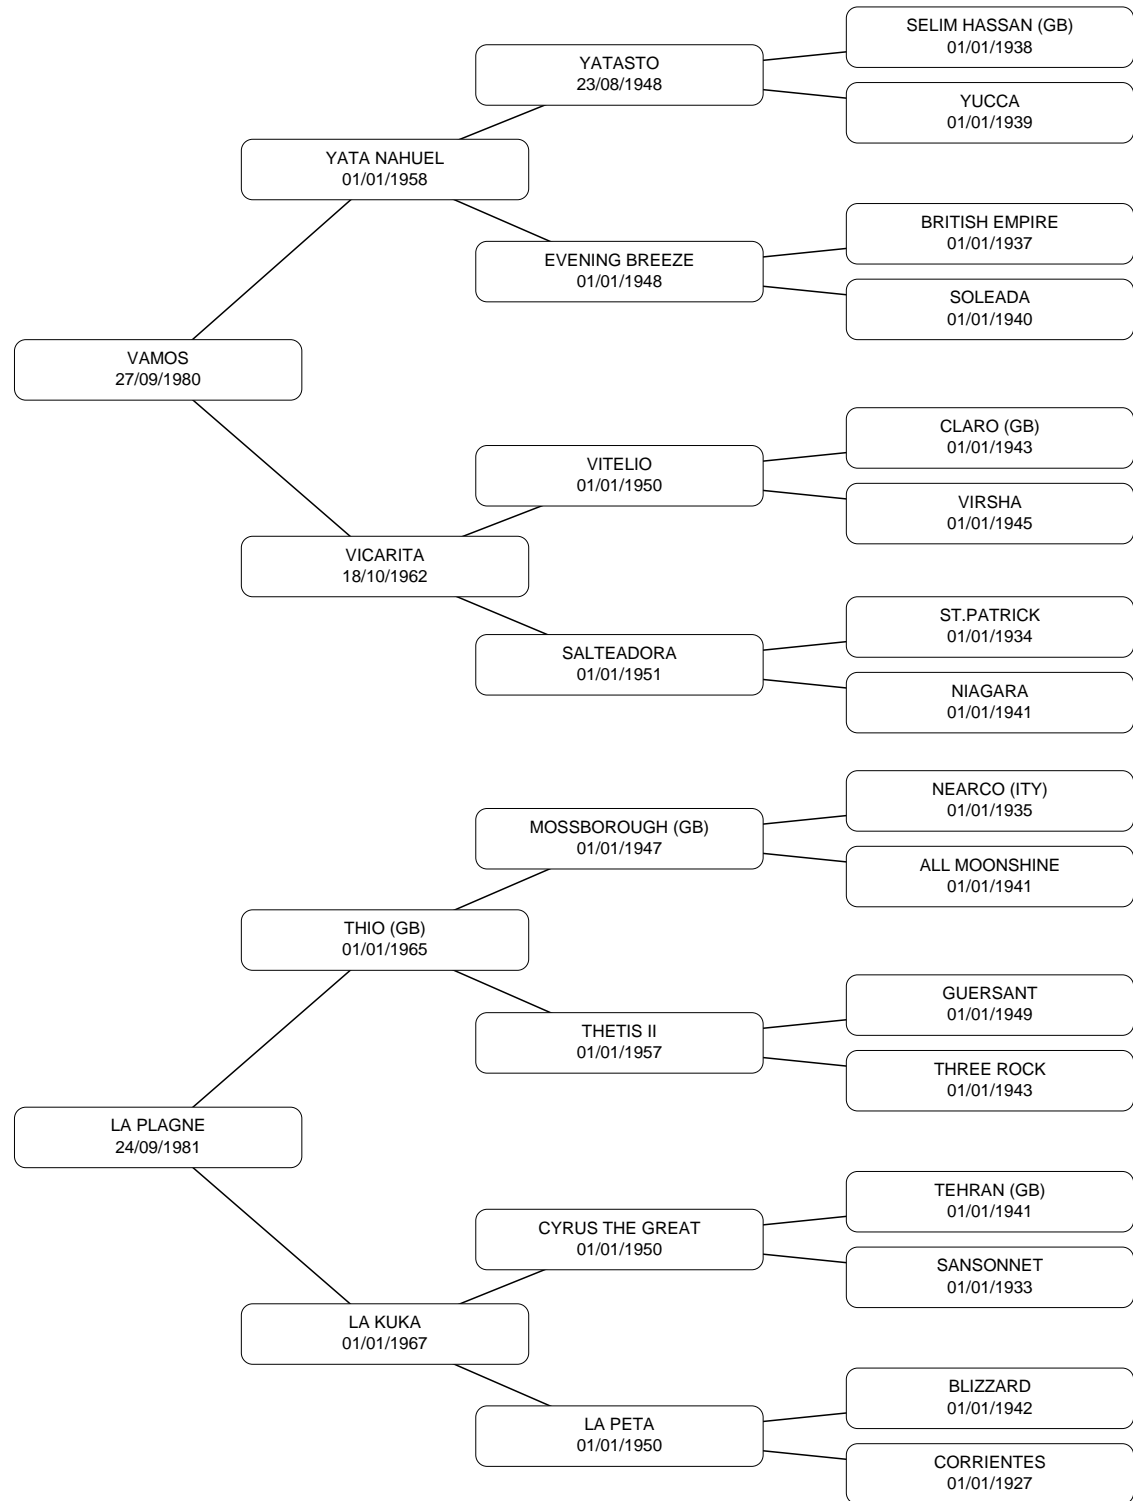 SELIM HASSAN (GB)
01/01/1938
YATASTO
23/08/1948
YUCCA
01/01/1939
YATA NAHUEL
01/01/1958
BRITISH EMPIRE
01/01/1937
EVENING BREEZE
01/01/1948
SOLEADA
01/01/1940
VAMOS
27/09/1980
CLARO (GB)
01/01/1943
VITELIO
01/01/1950
VIRSHA
01/01/1945
VICARITA
18/10/1962
ST.PATRICK
01/01/1934
SALTEADORA
01/01/1951
NIAGARA
01/01/1941
NEARCO (ITY)
01/01/1935
MOSSBOROUGH (GB)
01/01/1947
ALL MOONSHINE
01/01/1941
THIO (GB)
01/01/1965
GUERSANT
01/01/1949
THETIS II
01/01/1957
THREE ROCK
01/01/1943
LA PLAGNE
24/09/1981
TEHRAN (GB)
01/01/1941
CYRUS THE GREAT
01/01/1950
SANSONNET
01/01/1933
LA KUKA
01/01/1967
BLIZZARD
01/01/1942
LA PETA
01/01/1950
CORRIENTES
01/01/1927